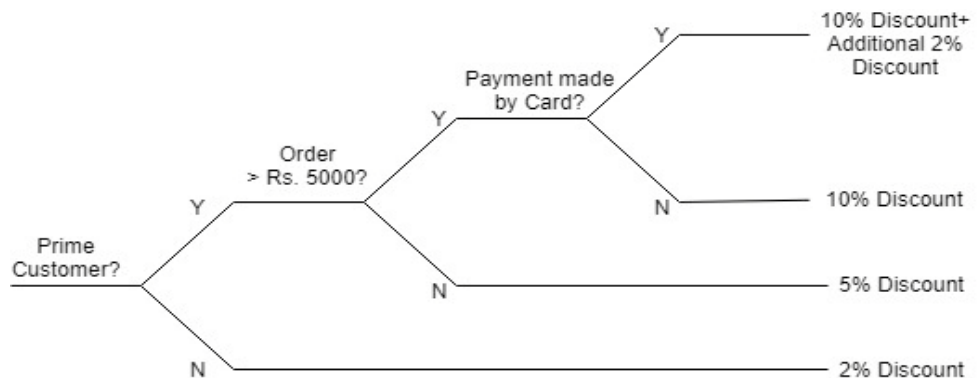 10% Discount+
Additional 2%
Discount
Y
Payment made
by Card?
Y
Order
> Rs. 5000?
Y
N
10% Discount
Prime
Customer?
N
5% Discount
N
2% Discount